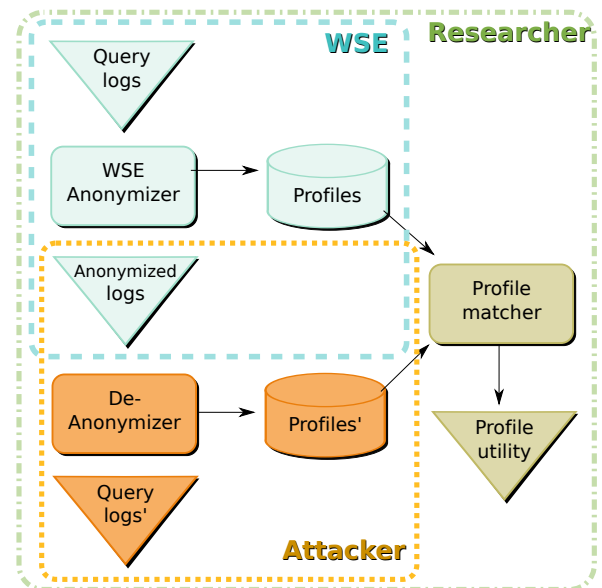 Researcher
WSE
Query
logs
WSE
Anonymizer
Profiles
Anonymized
logs
Profile
matcher
De-
Anonymizer
Profiles'
Profile
utility
Query
logs'
Attacker